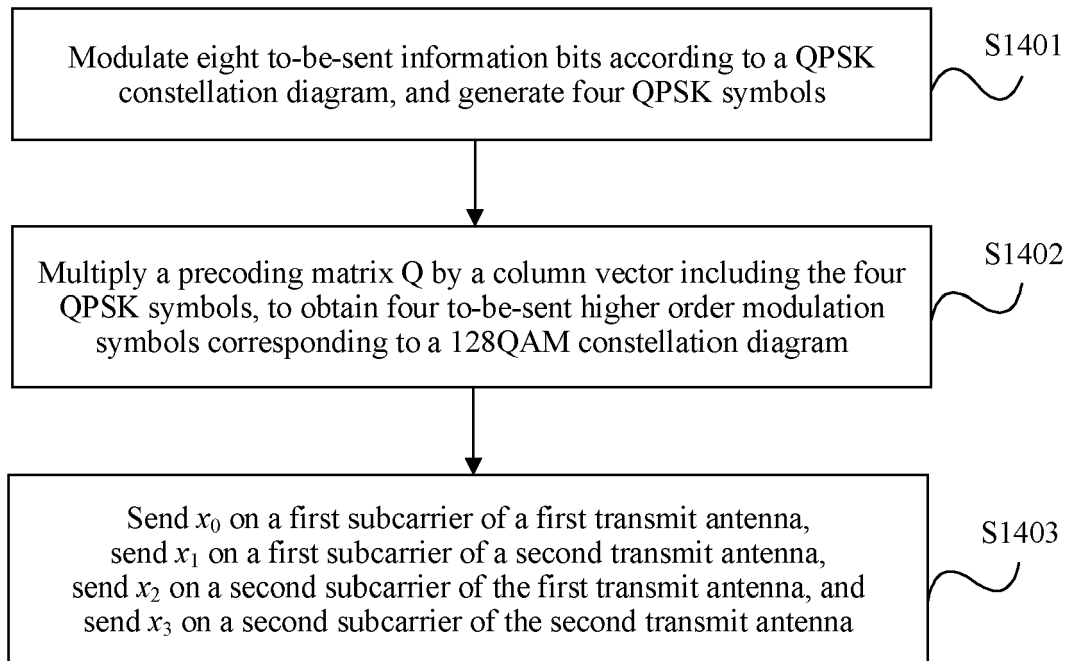 Modulate eight to-be-sent information bits according to a QPSK
constellation diagram, and generate four QPSK symbols
S1401
Multiply a precoding matrix Q by a column vector including the four
QPSK symbols, to obtain four to-be-sent higher order modulation
symbols corresponding to a 128QAM constellation diagram
S1402
Send x₀ on a first subcarrier of a first transmit antenna,
send x₁ on a first subcarrier of a second transmit antenna,
send x₂ on a second subcarrier of the first transmit antenna, and
send x₃ on a second subcarrier of the second transmit antenna
S1403